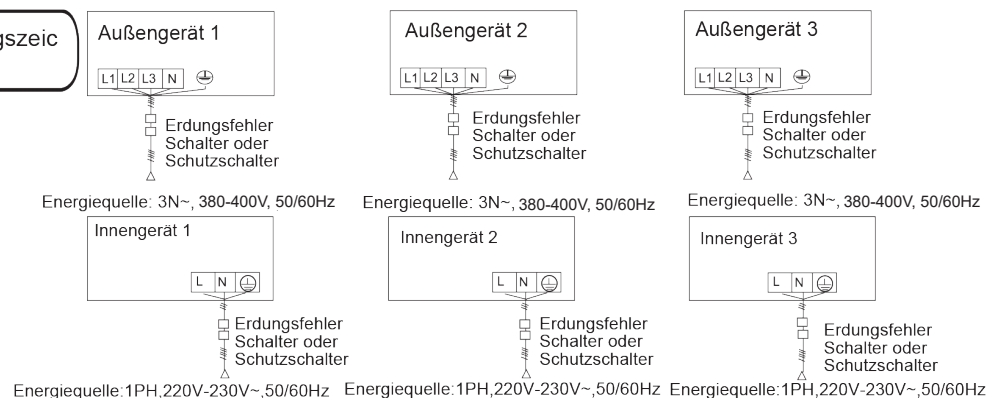 gszeic
Außengerät 1
L1 L2 L3 N
Erdungsfehler
Schalter oder
Schutzschalter
Energiequelle: 3N~, 380-400V, 50/60Hz
Außengerät 2
L1 L2 L3 N
Erdungsfehler
Schalter oder
Schutzschalter
Energiequelle: 3N~, 380-400V, 50/60Hz
Außengerät 3
L1 L2 L3 N
Erdungsfehler
Schalter oder
Schutzschalter
Energiequelle: 3N~, 380-400V, 50/60Hz
Innengerät 1
L N
Erdungsfehler
Schalter oder
Schutzschalter
Energiequelle:1PH,220V-230V~,50/60Hz
Innengerät 2
L N
Erdungsfehler
Schalter oder
Schutzschalter
Energiequelle:1PH,220V-230V~,50/60Hz
Innengerät 3
L N
Erdungsfehler
Schalter oder
Schutzschalter
Energiequelle:1PH,220V-230V~,50/60Hz